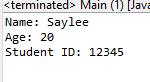 <terminated> Main (1) [Java
Name: Saylee
Age: 20
Student ID: 12345